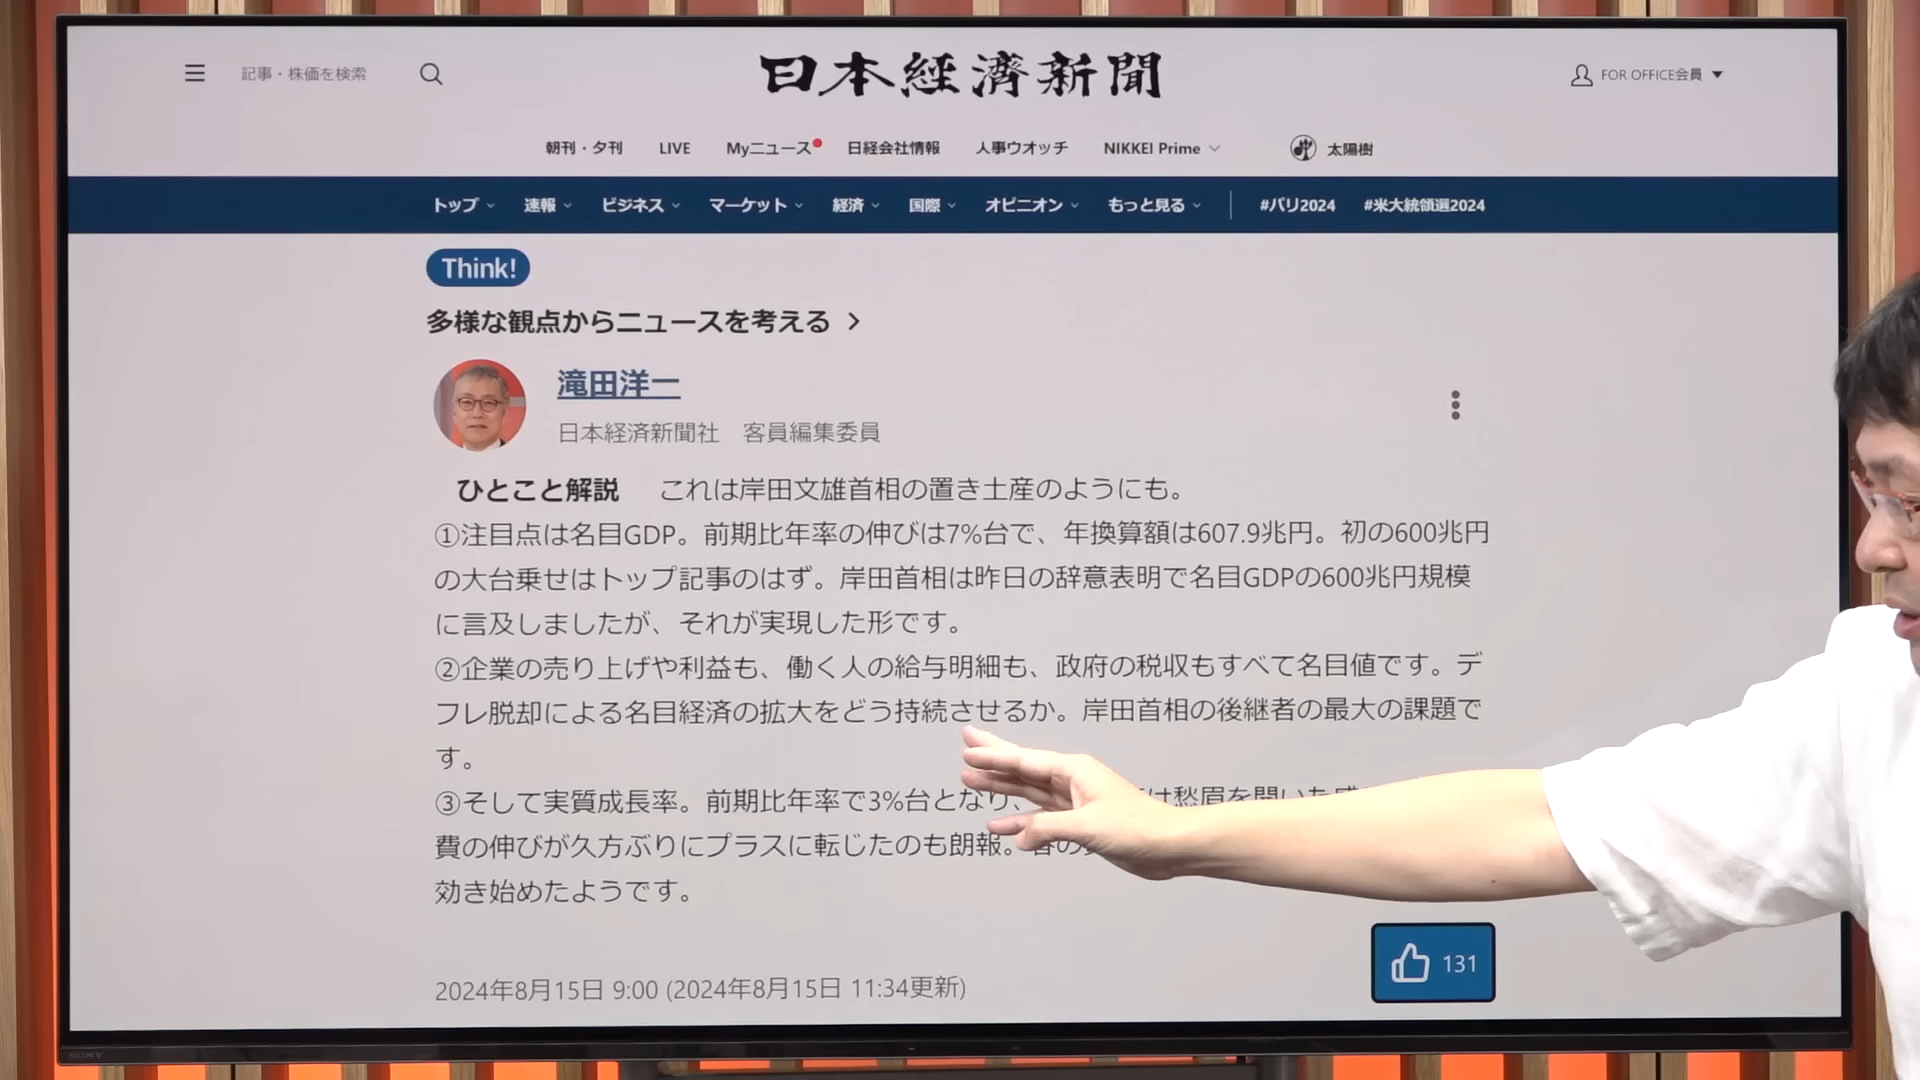 記事・株価を検索
日本経済新聞
FOR OFFICE会員
朝刊・夕刊 LIVE Myニュース 日経会社情報 人事ウオッチ NIKKEI Prime 太陽樹
トップ 速報 ビジネス マーケット 経済 国際 オピニオン もっと見る #パリ2024 #米大統領選2024
Think!
多様な観点からニュースを考える
滝田洋一
日本経済新聞社 客員編集委員
ひとこと解説 これは岸田文雄首相の置き土産のようにも。
①注目点は名目GDP。前期比年率の伸びは7%台で、年換算額は607.9兆円。初の600兆円
の大台乗せはトップ記事のはず。岸田首相は昨日の辞意表明で名目GDPの600兆円規模
に言及しましたが、それが実現した形です。
②企業の売り上げや利益も、働く人の給与明細も、政府の税収もすべて名目値です。デ
フレ脱却による名目経済の拡大をどう持続させるか。岸田首相の後継者の最大の課題で
す。
③そして実質成長率。前期比年率で3%台となり、 は愁眉を開いた
費の伸びが久方ぶりにプラスに転じたのも朗報。春の
効き始めたようです。
131
2024年8月15日 9:00 (2024年8月15日 11:34更新)
SONY